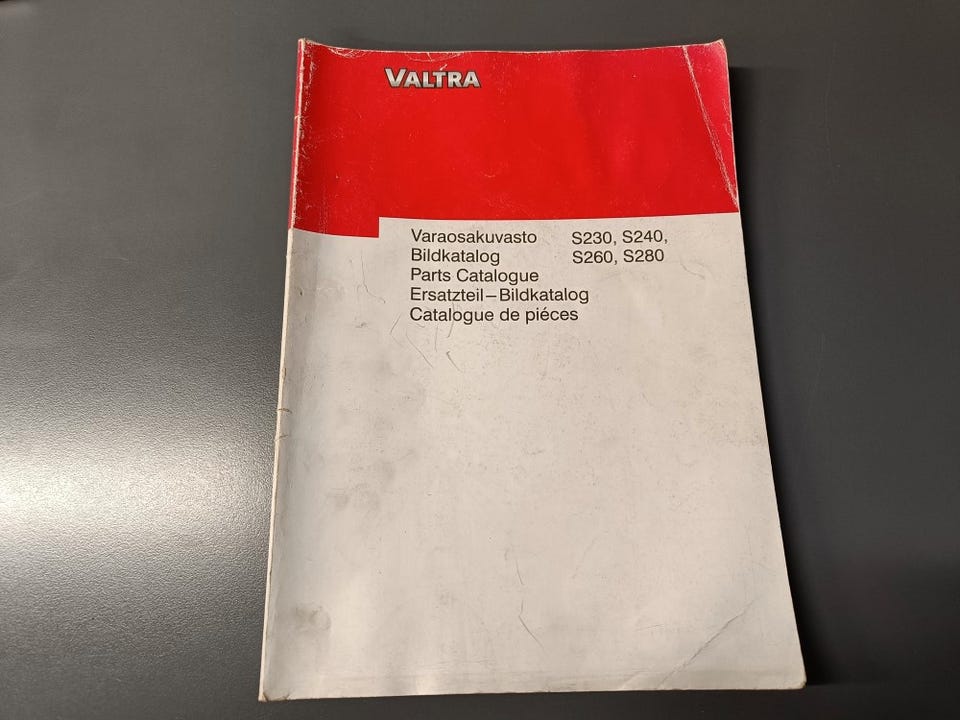 VALTRA
Varaosakuvasto S230, S240,
Bildkatalog S260, S280
Parts Catalogue
Ersatzteil–Bildkatalog
Catalogue de piéces